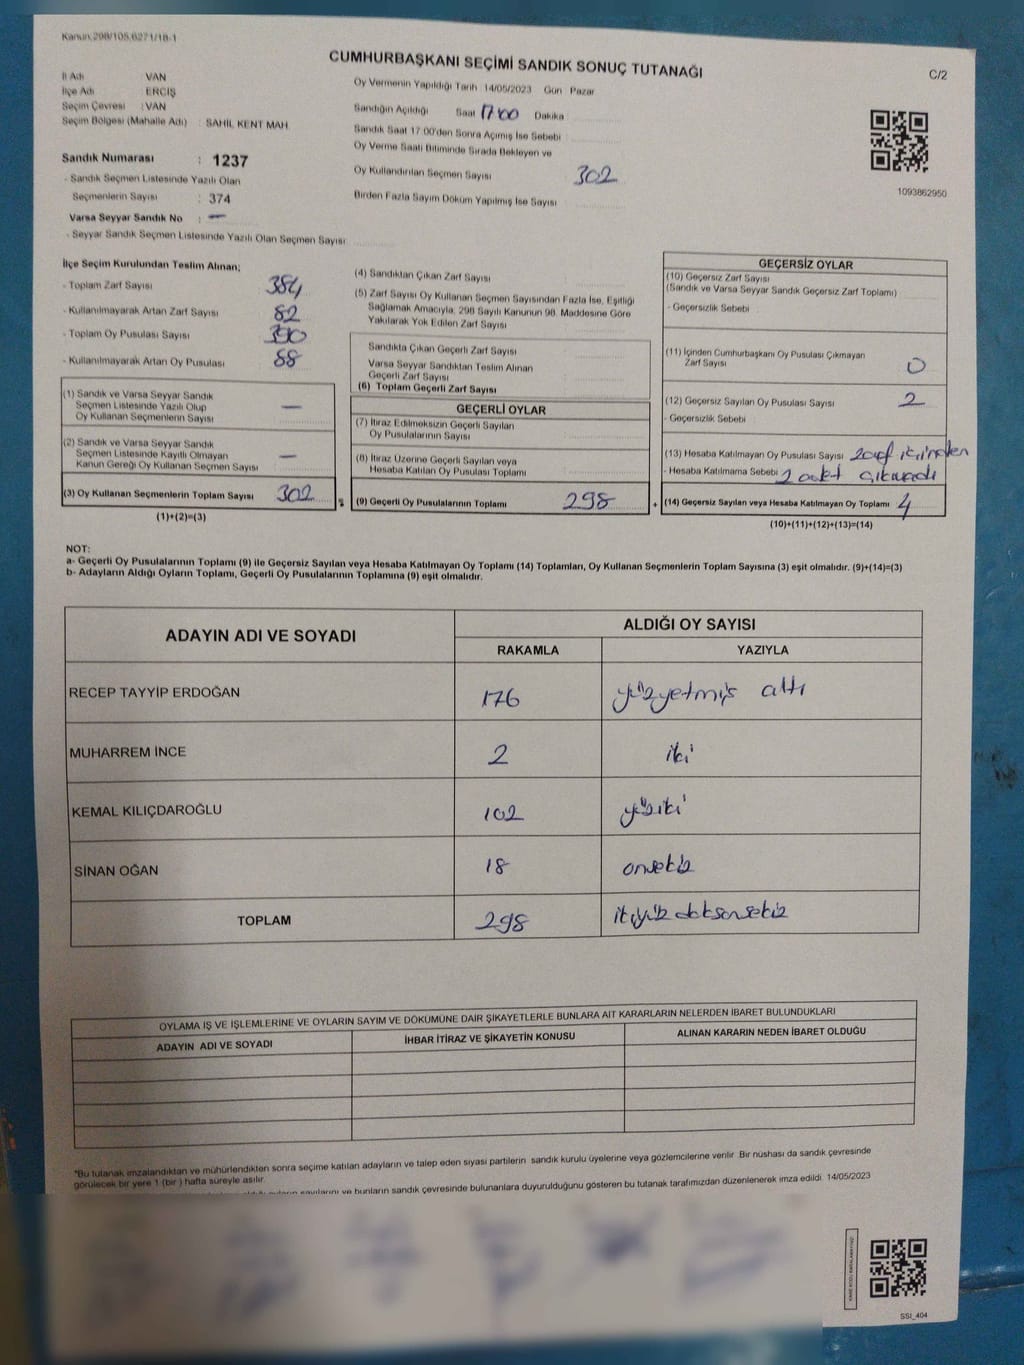 Kanun.298/105,6271/18-1
CUMHURBAŞKANI SEÇİMİ SANDIK SONUÇ TUTANAĞI
C/2
İl Adı VAN
İlçe Adı : ERCİŞ
Seçim Çevresi : VAN
Seçim Bölgesi (Mahalle Adı) : SAHİL KENT MAH.
Oy Vermenin Yapıldığı Tarih 14/05/2023 Gün Pazar
Sandığın Açıldığı Saat 17:00 Dakika
Sandık Saat 17:00'den Sonra Açımış İse Sebebi
Oy Verme Saati Bitiminde Sırada Bekleyen ve
Oy Kullandırılan Seçmen Sayısı 302
Birden Fazla Sayım Döküm Yapılmış İse Sayısı
1093862950
Sandık Numarası : 1237
- Sandık Seçmen Listesinde Yazılı Olan
Seçmenlerin Sayısı : 374
Varsa Seyyar Sandık No : —
- Seyyar Sandık Seçmen Listesinde Yazılı Olan Seçmen Sayısı
İlçe Seçim Kurulundan Teslim Alınan;
- Toplam Zarf Sayısı 384
- Kullanılmayarak Artan Zarf Sayısı 82
- Toplam Oy Pusulası Sayısı 390
- Kullanılmayarak Artan Oy Pusulası 88
(1) Sandık ve Varsa Seyyar Sandık
Seçmen Listesinde Yazılı Olup
Oy Kullanan Seçmenlerin Sayısı —
(2) Sandık ve Varsa Seyyar Sandık
Seçmen Listesinde Kayıtlı Olmayan
Kanun Gereği Oy Kullanan Seçmen Sayısı —
(3) Oy Kullanan Seçmenlerin Toplam Sayısı 302
(1)+(2)=(3)
(4) Sandıktan Çıkan Zarf Sayısı
(5) Zarf Sayısı Oy Kullanan Seçmen Sayısından Fazla İse, Eşitliği
Sağlamak Amacıyla, 298 Sayılı Kanunun 98. Maddesine Göre
Yakılarak Yok Edilen Zarf Sayısı
Sandıkta Çıkan Geçerli Zarf Sayısı
Varsa Seyyar Sandıktan Teslim Alınan
Geçerli Zarf Sayısı
(6) Toplam Geçerli Zarf Sayısı
GEÇERLİ OYLAR
(7) İtiraz Edilmeksizin Geçerli Sayılan
Oy Pusulalarının Sayısı
(8) İtiraz Üzerine Geçerli Sayılan veya
Hesaba Katılan Oy Pusulası Toplamı
(9) Geçerli Oy Pusulalarının Toplamı 298
GEÇERSİZ OYLAR
(10) Geçersiz Zarf Sayısı
(Sandık ve Varsa Seyyar Sandık Geçersiz Zarf Toplamı)
- Geçersizlik Sebebi
(11) İçinden Cumhurbaşkanı Oy Pusulası Çıkmayan
Zarf Sayısı 0
(12) Geçersiz Sayılan Oy Pusulası Sayısı 2
- Geçersizlik Sebebi
(13) Hesaba Katılmayan Oy Pusulası Sayısı zarf içinden
- Hesaba Katılmama Sebebi 2 adet çıkmadı
(14) Geçersiz Sayılan veya Hesaba Katılmayan Oy Toplamı 4
(10)+(11)+(12)+(13)=(14)
NOT:
a- Geçerli Oy Pusulalarının Toplamı (9) ile Geçersiz Sayılan veya Hesaba Katılmayan Oy Toplamı (14) Toplamları, Oy Kullanan Seçmenlerin Toplam Sayısına (3) eşit olmalıdır. (9)+(14)=(3)
b- Adayların Aldığı Oyların Toplamı, Geçerli Oy Pusulalarının Toplamına (9) eşit olmalıdır.
ADAYIN ADI VE SOYADI ALDIĞI OY SAYISI
RAKAMLA YAZIYLA
RECEP TAYYİP ERDOĞAN 176 yüzyetmiş altı
MUHARREM İNCE 2 iki
KEMAL KILIÇDAROĞLU 102 yüziki
SİNAN OĞAN 18 onsekiz
TOPLAM 298 ikiyüz doksansekiz
OYLAMA İŞ VE İŞLEMLERİNE VE OYLARIN SAYIM VE DÖKÜMÜNE DAİR ŞİKAYETLERLE BUNLARA AİT KARARLARIN NELERDEN İBARET BULUNDUKLARI
ADAYIN ADI VE SOYADI İHBAR İTİRAZ VE ŞİKAYETİN KONUSU ALINAN KARARIN NEDEN İBARET OLDUĞU
*Bu tutanak imzalandıktan ve mühürlendikten sonra seçime katılan adayların ve talep eden siyasi partilerin sandık kurulu üyelerine veya gözlemcilerine verilir. Bir nüshası da sandık çevresinde
görülecek bir yere 1 (bir) hafta süreyle asılır.
sayılarını ve bunların sandık çevresinde bulunanlara duyurulduğunu gösteren bu tutanak tarafımızdan düzenlenerek imza edildi. 14/05/2023
SSİ_404